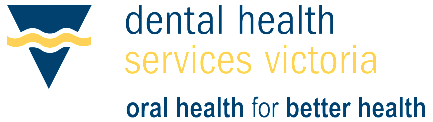 dental health
services victoria
oral health for better health